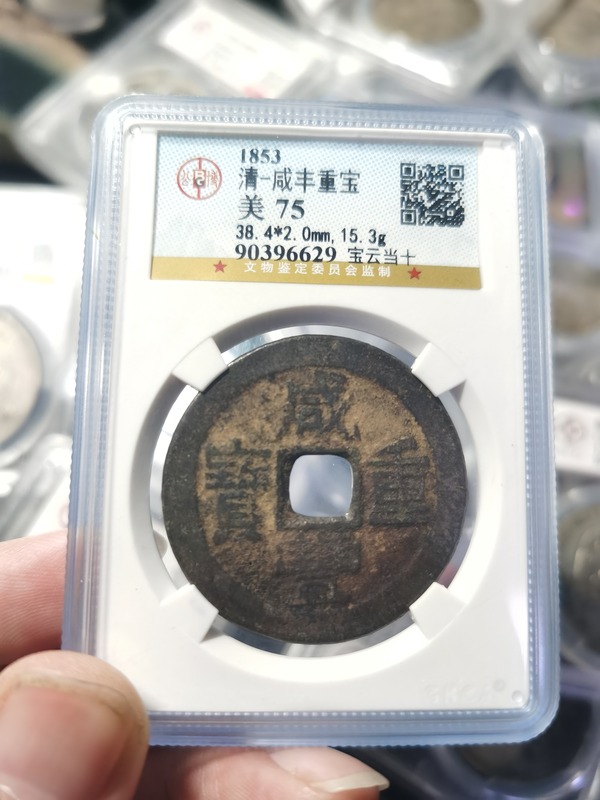 1853
清-咸丰重宝
美 75
38.4*2.0mm,15.3g
90396629 宝云当十
文物鉴定委员会监制
咸
寶 重
豐